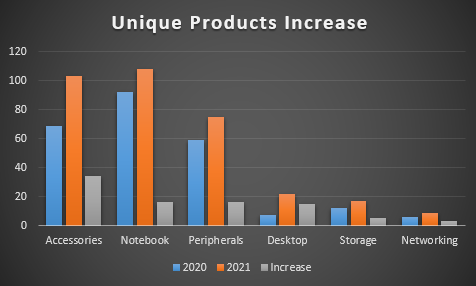 Unique Products Increase
120
100
80
60
40
20
0
Accessories Notebook Peripherals Desktop Storage Networking
2020 2021 Increase